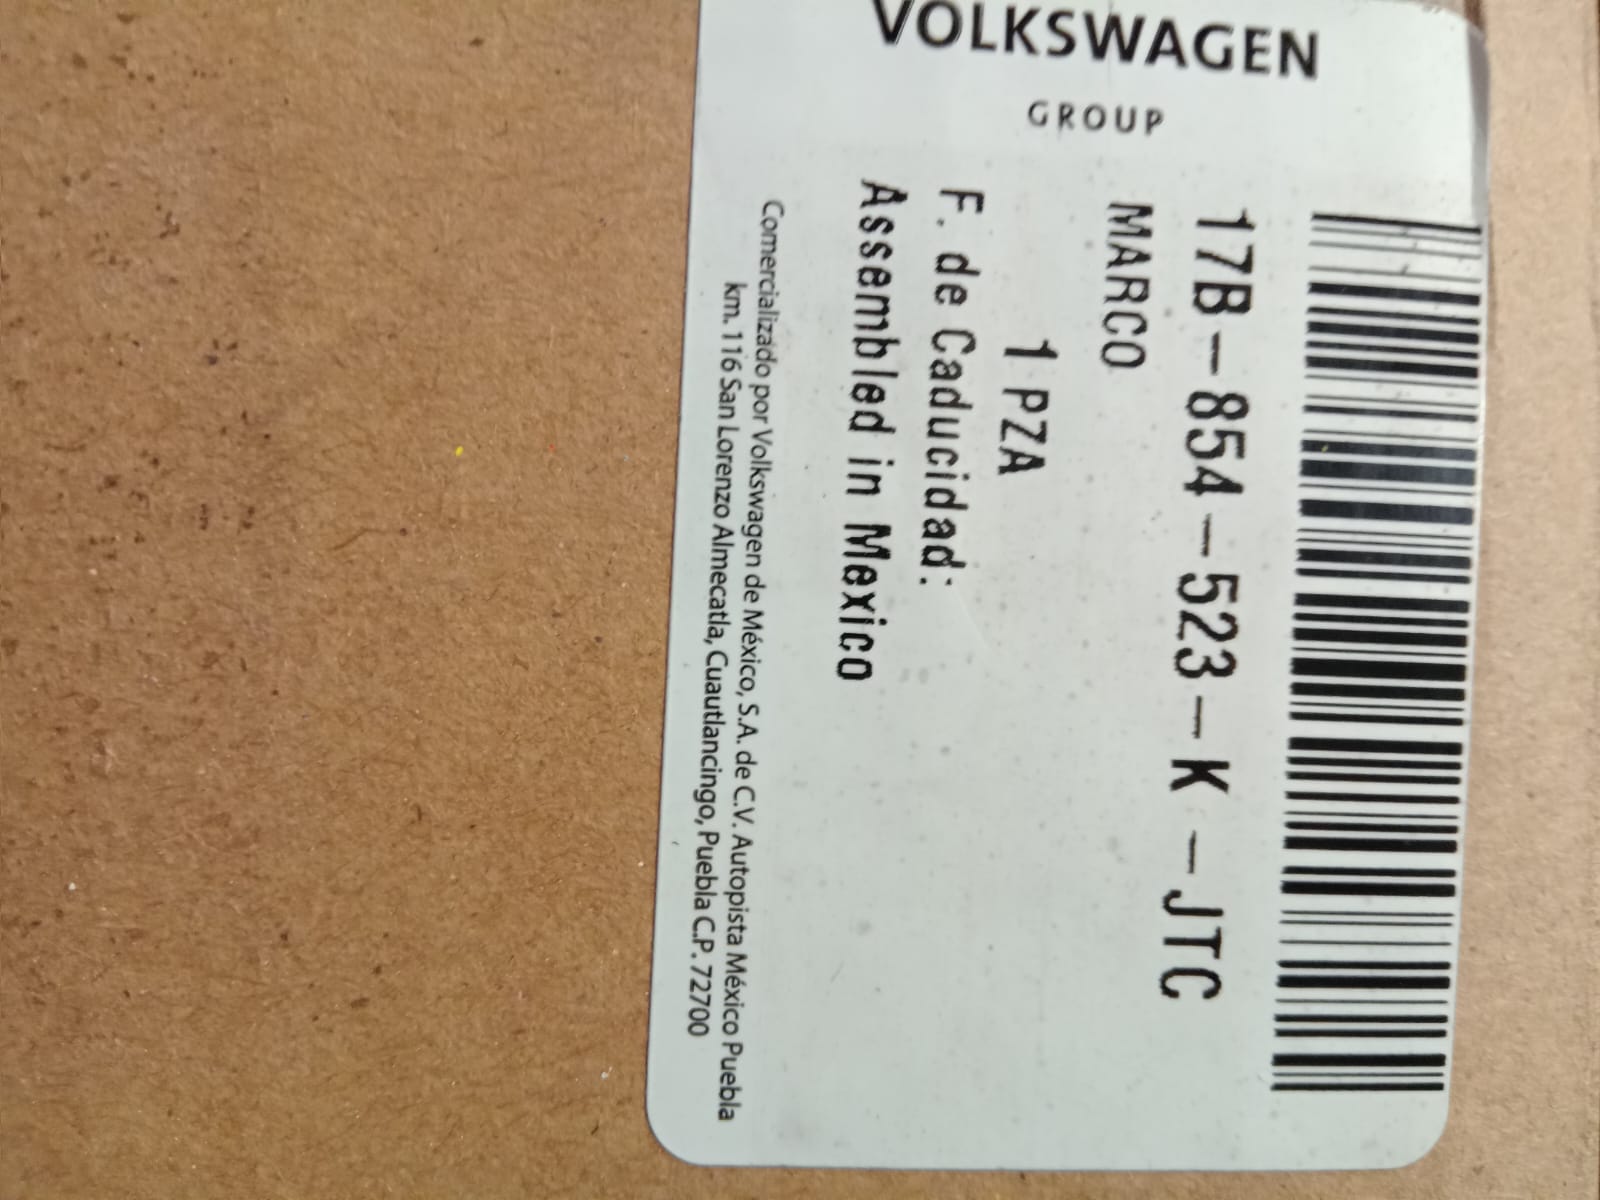 VOLKSWAGEN
GROUP
17B-854-523-K -JTC
MARCO
1 PZA
F. de Caducidad:
Assembled in Mexico
Comercializado por Volkswagen de México, S.A. de C.V. Autopista México Puebla
km. 116 San Lorenzo Almecatla, Cuautlancingo, Puebla C.P. 72700